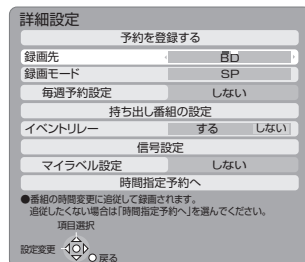 詳細設定
予約を登録する
録画先 BD
録画モード SP
毎週予約設定 しない
持ち出し番組の設定
イベントリレー する しない
信号設定
マイラベル設定 しない
時間指定予約へ
●番組の時間変更に追従して録画されます。
追従したくない場合は「時間指定予約へ」を選んでください。
項目選択
設定変更 戻る